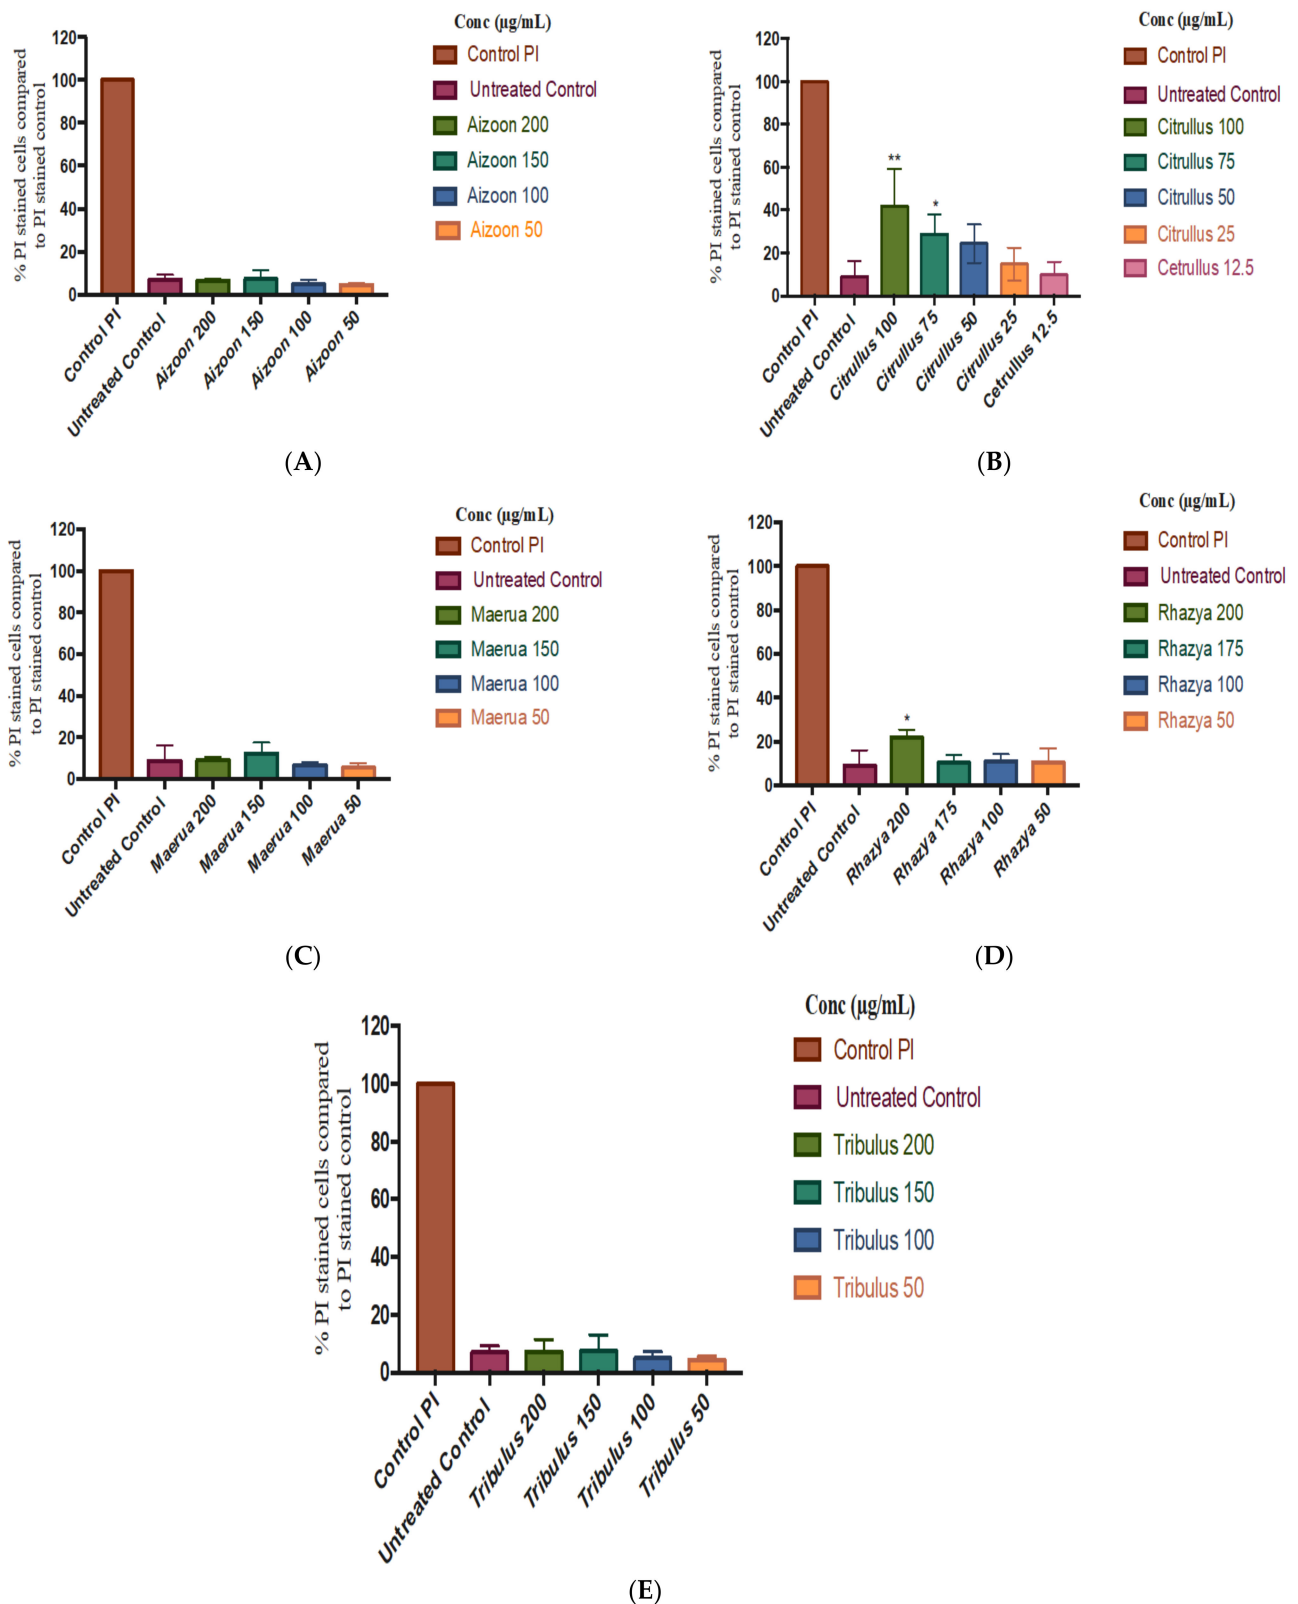 Conc (µg/mL)
% PI stained cells compared
to PI stained control
120
100
80
60
40
20
0
Control PI
Untreated Control
Aizoon 200
Aizoon 150
Aizoon 100
Aizoon 50
Control PI
Untreated Control
Aizoon 200
Aizoon 150
Aizoon 100
Aizoon 50
(A)
Conc (µg/mL)
% PI stained cells compared
to PI stained control
120
100
80
60
40
20
0
**
*
Control PI
Untreated Control
Citrullus 100
Citrullus 75
Citrullus 50
Citrullus 25
Cetrullus 12.5
Control PI
Untreated Control
Citrullus 100
Citrullus 75
Citrullus 50
Citrullus 25
Cetrullus 12.5
(B)
Conc (µg/mL)
% PI stained cells compared
to PI stained control
120
100
80
60
40
20
0
Control PI
Untreated Control
Maerua 200
Maerua 150
Maerua 100
Maerua 50
Control PI
Untreated Control
Maerua 200
Maerua 150
Maerua 100
Maerua 50
(C)
Conc (µg/mL)
% PI stained cells compared
to PI stained control
120
100
80
60
40
20
0
*
Control PI
Untreated Control
Rhazya 200
Rhazya 175
Rhazya 100
Rhazya 50
Control PI
Untreated Control
Rhazya 200
Rhazya 175
Rhazya 100
Rhazya 50
(D)
Conc (µg/mL)
% PI stained cells compared
to PI stained control
120
100
80
60
40
20
0
Control PI
Untreated Control
Tribulus 200
Tribulus 150
Tribulus 100
Tribulus 50
Control PI
Untreated Control
Tribulus 200
Tribulus 150
Tribulus 100
Tribulus 50
(E)